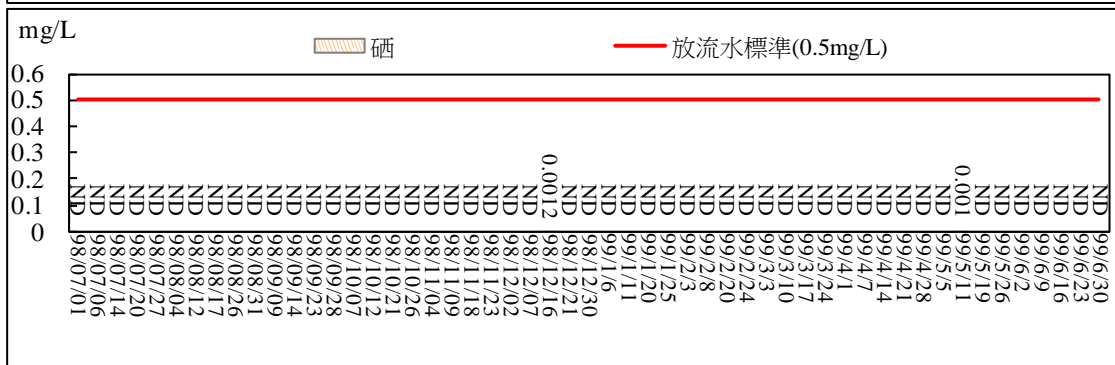 mg/L
硒
放流水標準(0.5mg/L)
0.6
0.5
0.4
0.3
0.2
0.1
0
ND ND ND ND ND ND ND ND ND ND ND ND ND ND ND ND ND ND ND ND ND ND ND ND 0.0012 ND ND ND ND ND ND ND ND ND ND ND ND ND ND ND ND ND ND ND ND 0.001 ND ND ND ND ND ND ND
98/07/01 98/07/06 98/07/14 98/07/20 98/07/27 98/08/04 98/08/12 98/08/17 98/08/26 98/08/31 98/09/09 98/09/14 98/09/23 98/09/28 98/10/07 98/10/12 98/10/21 98/10/26 98/11/04 98/11/09 98/11/18 98/11/23 98/12/02 98/12/07 98/12/16 98/12/21 98/12/30 99/1/6 99/1/11 99/1/20 99/1/25 99/2/3 99/2/8 99/2/20 99/2/24 99/3/3 99/3/10 99/3/17 99/3/24 99/4/1 99/4/7 99/4/14 99/4/21 99/4/28 99/5/5 99/5/11 99/5/19 99/5/26 99/6/2 99/6/9 99/6/16 99/6/23 99/6/30